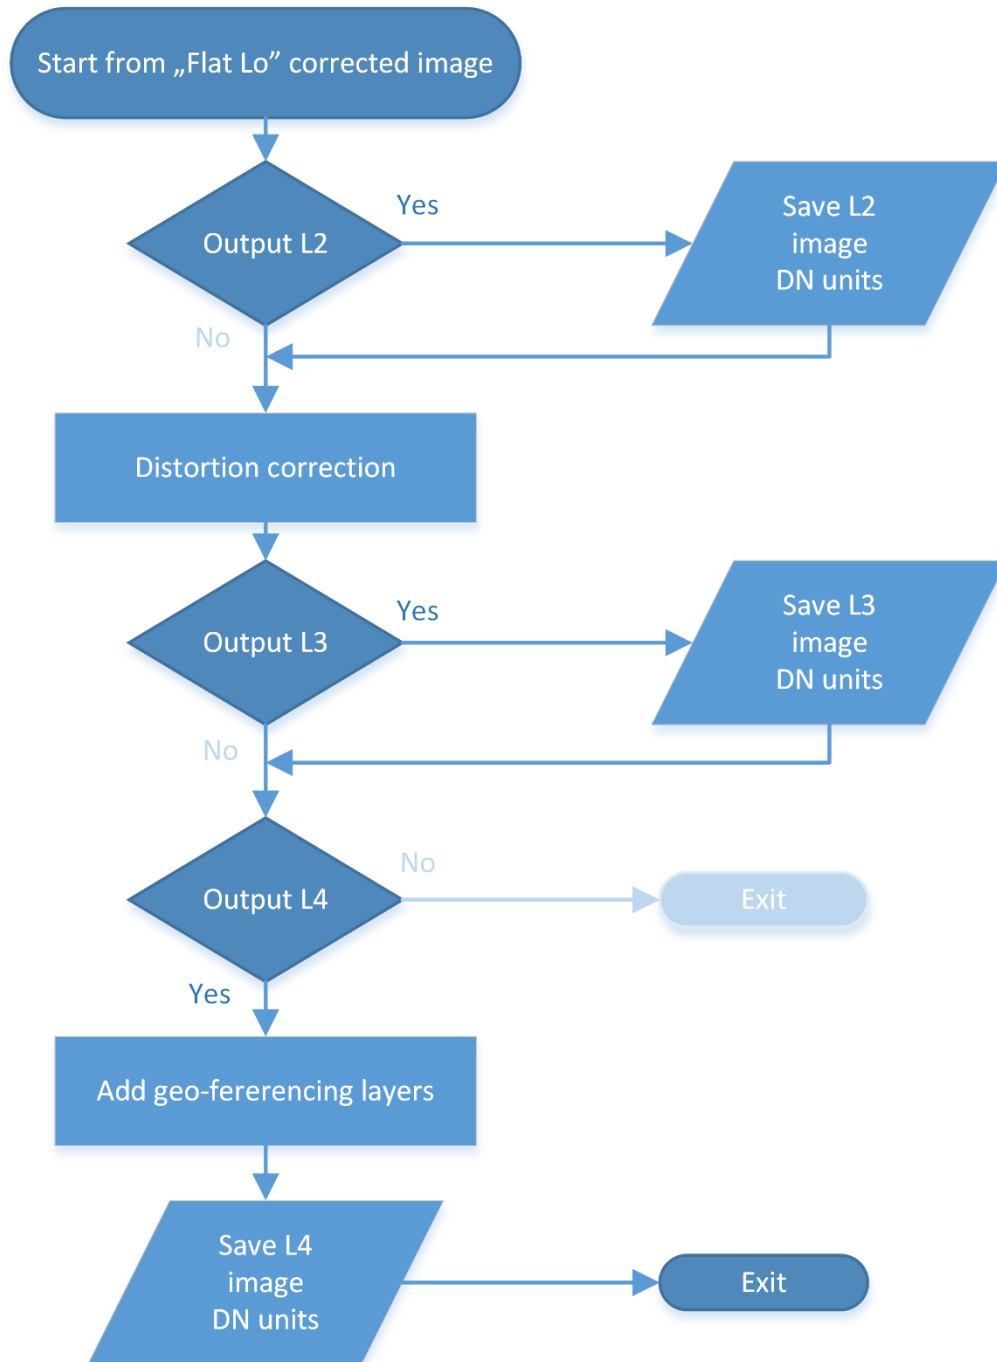 Start from „Flat Lo” corrected image
Output L2
Yes
Save L2
image
DN units
No
Distortion correction
Output L3
Yes
Save L3
image
DN units
No
Output L4
No
Exit
Yes
Add geo-fererencing layers
Save L4
image
DN units
Exit